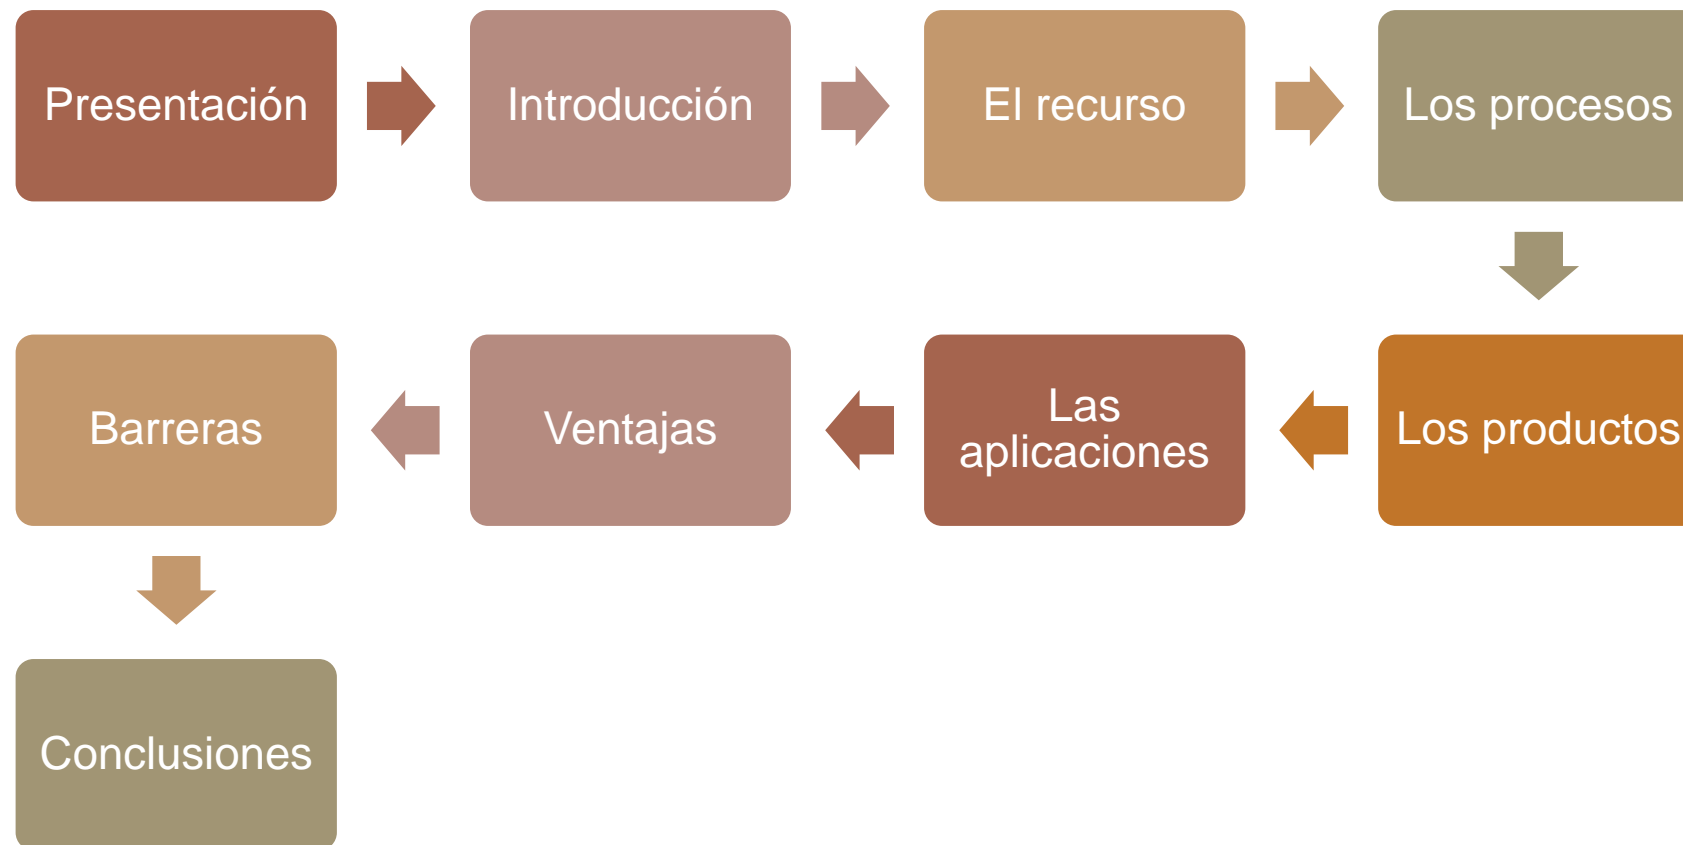 Presentación
Introducción
El recurso
Los procesos
Los productos
Las
aplicaciones
Ventajas
Barreras
Conclusiones